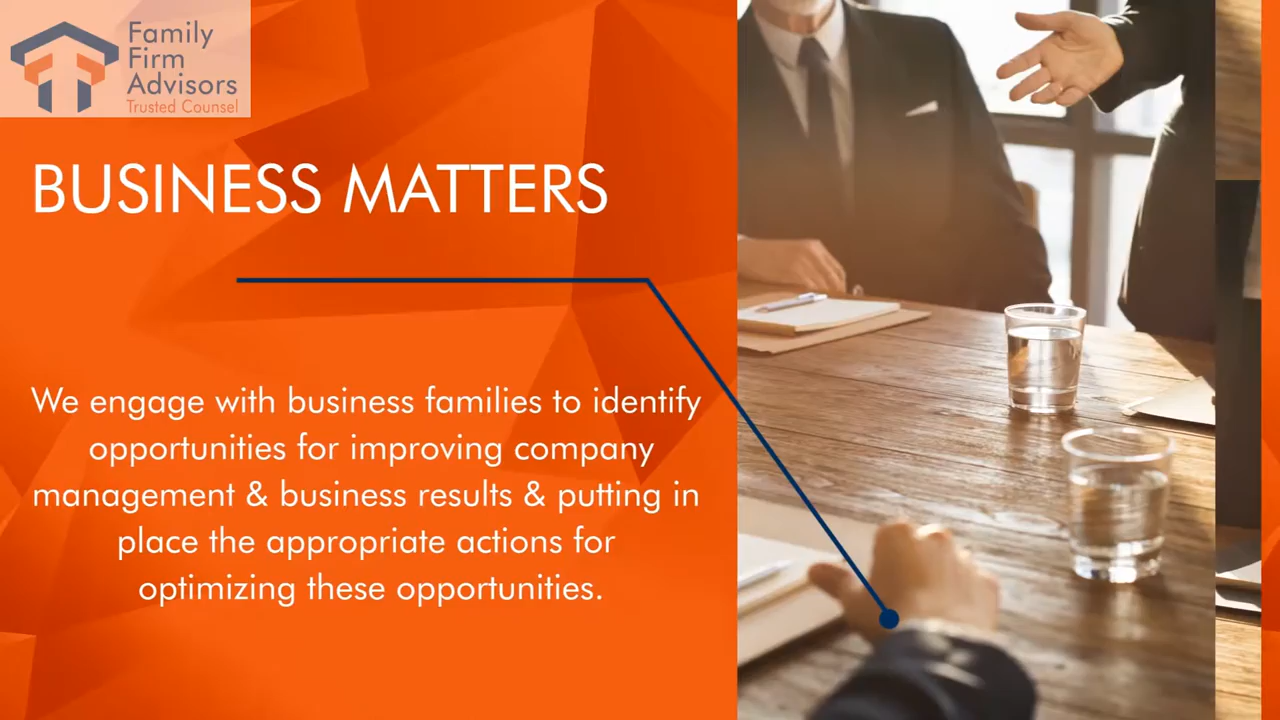 Family
Firm
Advisors
Trusted Counsel
BUSINESS MATTERS
We engage with business families to identify
opportunities for improving company
management & business results & putting in
place the appropriate actions for
optimizing these opportunities.